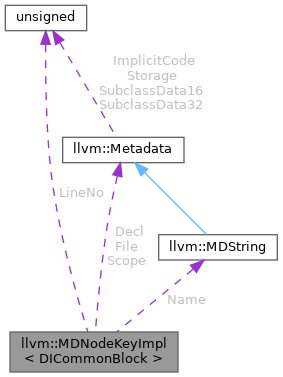 unsigned
ImplicitCode
Storage
SubclassData16
SubclassData32
llvm::Metadata
LineNo
Decl
File
Scope
llvm::MDString
Name
llvm::MDNodeKeyImpl
< DICommonBlock >